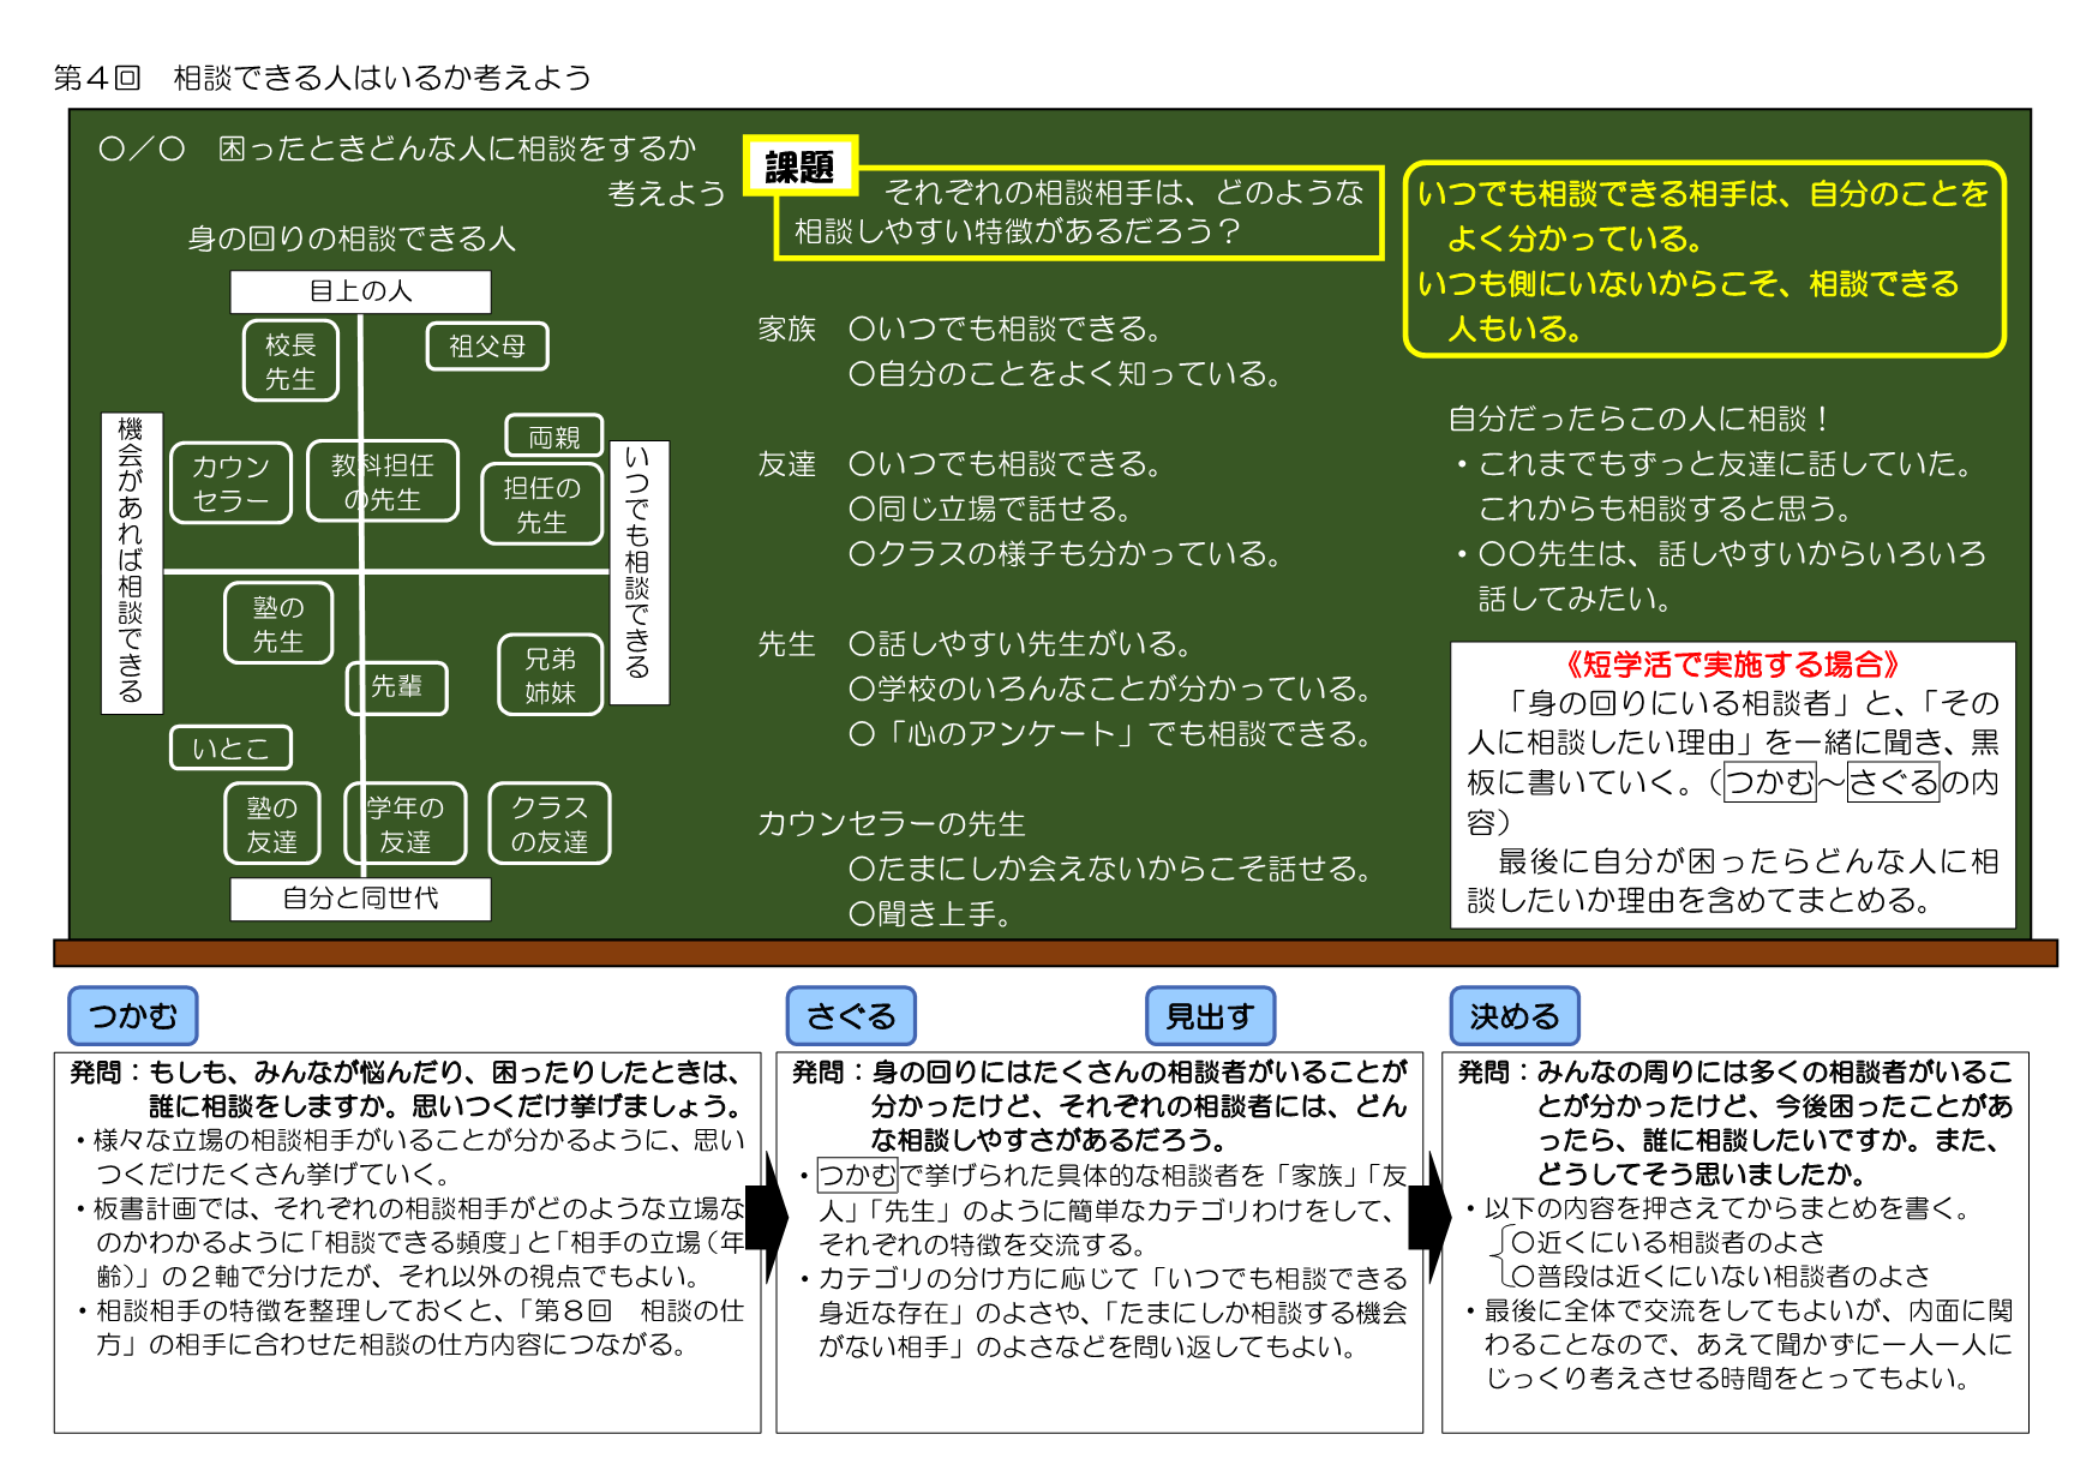 第４回　相談できる人はいるか考えよう
○／○　困ったときどんな人に相談をするか
考えよう
身の回りの相談できる人
目上の人
校長
先生
祖父母
機会があれば相談できる
カウン
セラー
教科担任
の先生
両親
担任の
先生
いつでも相談できる
塾の
先生
先輩
兄弟
姉妹
いとこ
塾の
友達
学年の
友達
クラス
の友達
自分と同世代
課題
それぞれの相談相手は、どのような
相談しやすい特徴があるだろう？
家族　○いつでも相談できる。
○自分のことをよく知っている。
友達　○いつでも相談できる。
○同じ立場で話せる。
○クラスの様子も分かっている。
先生　○話しやすい先生がいる。
○学校のいろんなことが分かっている。
○「心のアンケート」でも相談できる。
カウンセラーの先生
○たまにしか会えないからこそ話せる。
○聞き上手。
いつでも相談できる相手は、自分のことを
よく分かっている。
いつも側にいないからこそ、相談できる
人もいる。
自分だったらこの人に相談！
・これまでもずっと友達に話していた。
これからも相談すると思う。
・○○先生は、話しやすいからいろいろ
話してみたい。
《短学活で実施する場合》
「身の回りにいる相談者」と、「その
人に相談したい理由」を一緒に聞き、黒
板に書いていく。（つかむ～さぐるの内
容）
最後に自分が困ったらどんな人に相
談したいか理由を含めてまとめる。
つかむ
発問：もしも、みんなが悩んだり、困ったりしたときは、
誰に相談をしますか。思いつくだけ挙げましょう。
・様々な立場の相談相手がいることが分かるように、思い
つくだけたくさん挙げていく。
・板書計画では、それぞれの相談相手がどのような立場な
のかわかるように「相談できる頻度」と「相手の立場（年
齢）」の２軸で分けたが、それ以外の視点でもよい。
・相談相手の特徴を整理しておくと、「第８回　相談の仕
方」の相手に合わせた相談の仕方内容につながる。
さぐる
見出す
発問：身の回りにはたくさんの相談者がいることが
分かったけど、それぞれの相談者には、どん
な相談しやすさがあるだろう。
・つかむで挙げられた具体的な相談者を「家族」「友
人」「先生」のように簡単なカテゴリわけをして、
それぞれの特徴を交流する。
・カテゴリの分け方に応じて「いつでも相談できる
身近な存在」のよさや、「たまにしか相談する機会
がない相手」のよさなどを問い返してもよい。
決める
発問：みんなの周りには多くの相談者がいるこ
とが分かったけど、今後困ったことがあ
ったら、誰に相談したいですか。また、
どうしてそう思いましたか。
・以下の内容を押さえてからまとめを書く。
○近くにいる相談者のよさ
○普段は近くにいない相談者のよさ
・最後に全体で交流をしてもよいが、内面に関
わることなので、あえて聞かずに一人一人に
じっくり考えさせる時間をとってもよい。